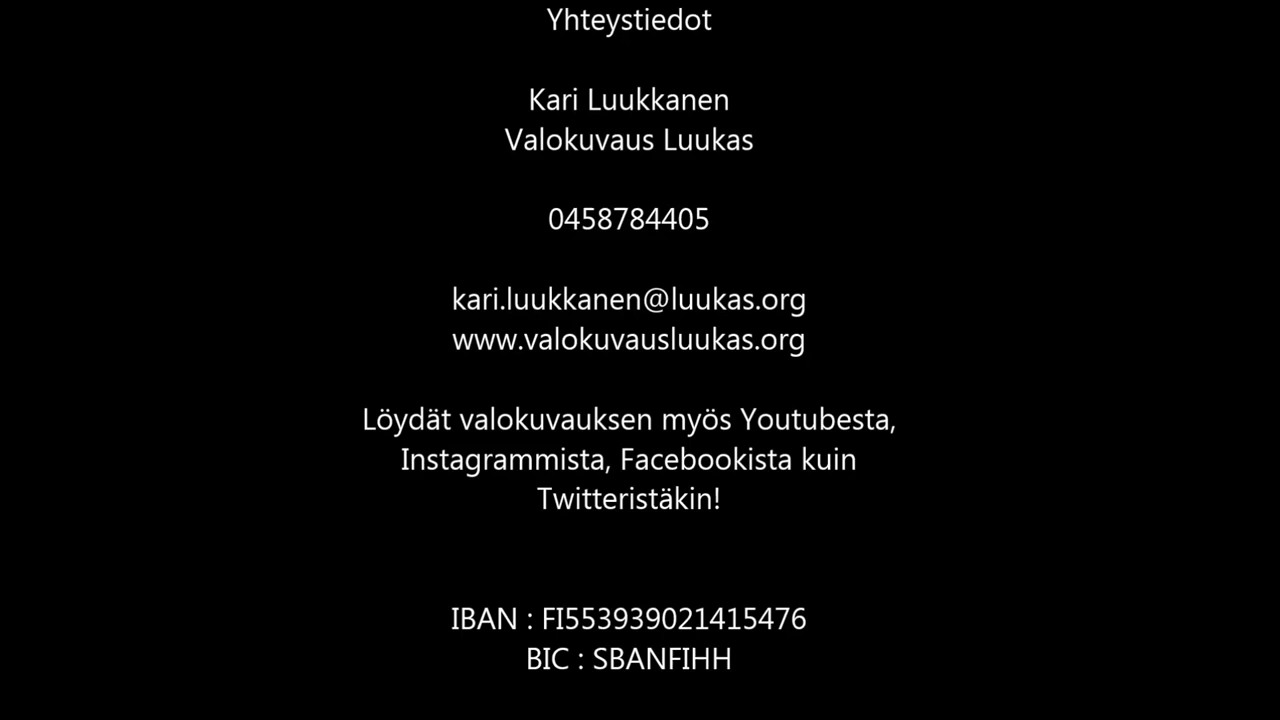 Yhteystiedot
Kari Luukkanen
Valokuvaus Luukas
0458784405
kari.luukkanen@luukas.org
www.valokuvausluukas.org
Löydät valokuvauksen myös Youtubesta,
Instagrammista, Facebookista kuin
Twitteristäkin!
IBAN : FI553939021415476
BIC : SBANFIHH